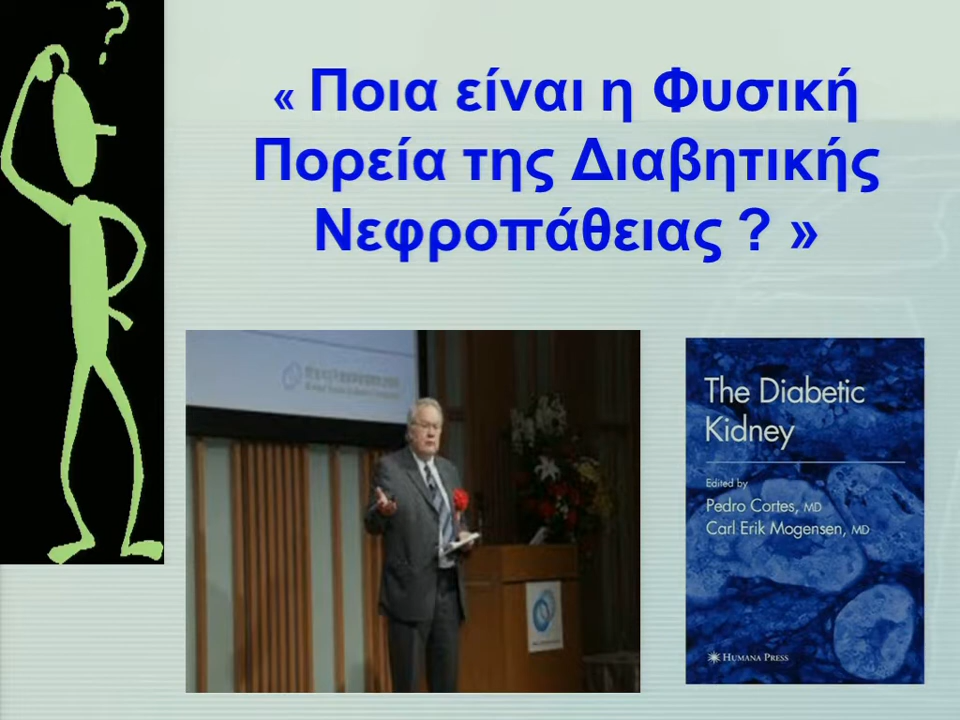 ?
« Ποια είναι η Φυσική
Πορεία της Διαβητικής
Νεφροπάθειας ? »
The Diabetic
Kidney
Edited by
Pedro Cortes, MD
Carl Erik Mogensen, MD
HUMANA PRESS